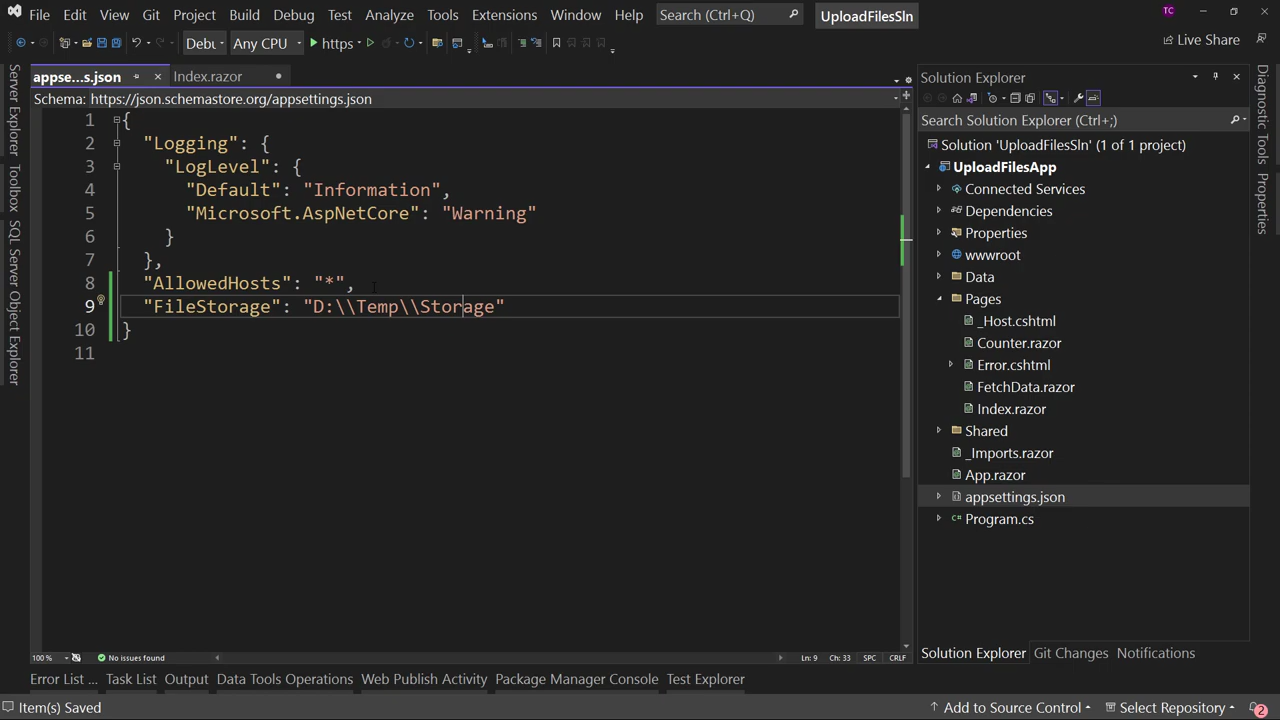 File Edit View Git Project Build Debug Test Analyze Tools Extensions Window Help Search (Ctrl+Q) UploadFilesSln TC
Debu Any CPU https Live Share
appse...s.json Index.razor
Schema: https://json.schemastore.org/appsettings.json
1 {
2 "Logging": {
3 "LogLevel": {
4 "Default": "Information",
5 "Microsoft.AspNetCore": "Warning"
6 }
7 },
8 "AllowedHosts": "*",
9 "FileStorage": "D:\\Temp\\Storage"
10 }
11
100 % No issues found Ln: 9 Ch: 33 SPC CRLF
Server Explorer
Toolbox
SQL Server Object Explorer
Solution Explorer
Search Solution Explorer (Ctrl+;)
Solution 'UploadFilesSln' (1 of 1 project)
UploadFilesApp
Connected Services
Dependencies
Properties
wwwroot
Data
Pages
_Host.cshtml
Counter.razor
Error.cshtml
FetchData.razor
Index.razor
Shared
_Imports.razor
App.razor
appsettings.json
Program.cs
Solution Explorer Git Changes Notifications
Diagnostic Tools
Properties
Error List ... Task List Output Data Tools Operations Web Publish Activity Package Manager Console Test Explorer
Item(s) Saved Add to Source Control Select Repository 2